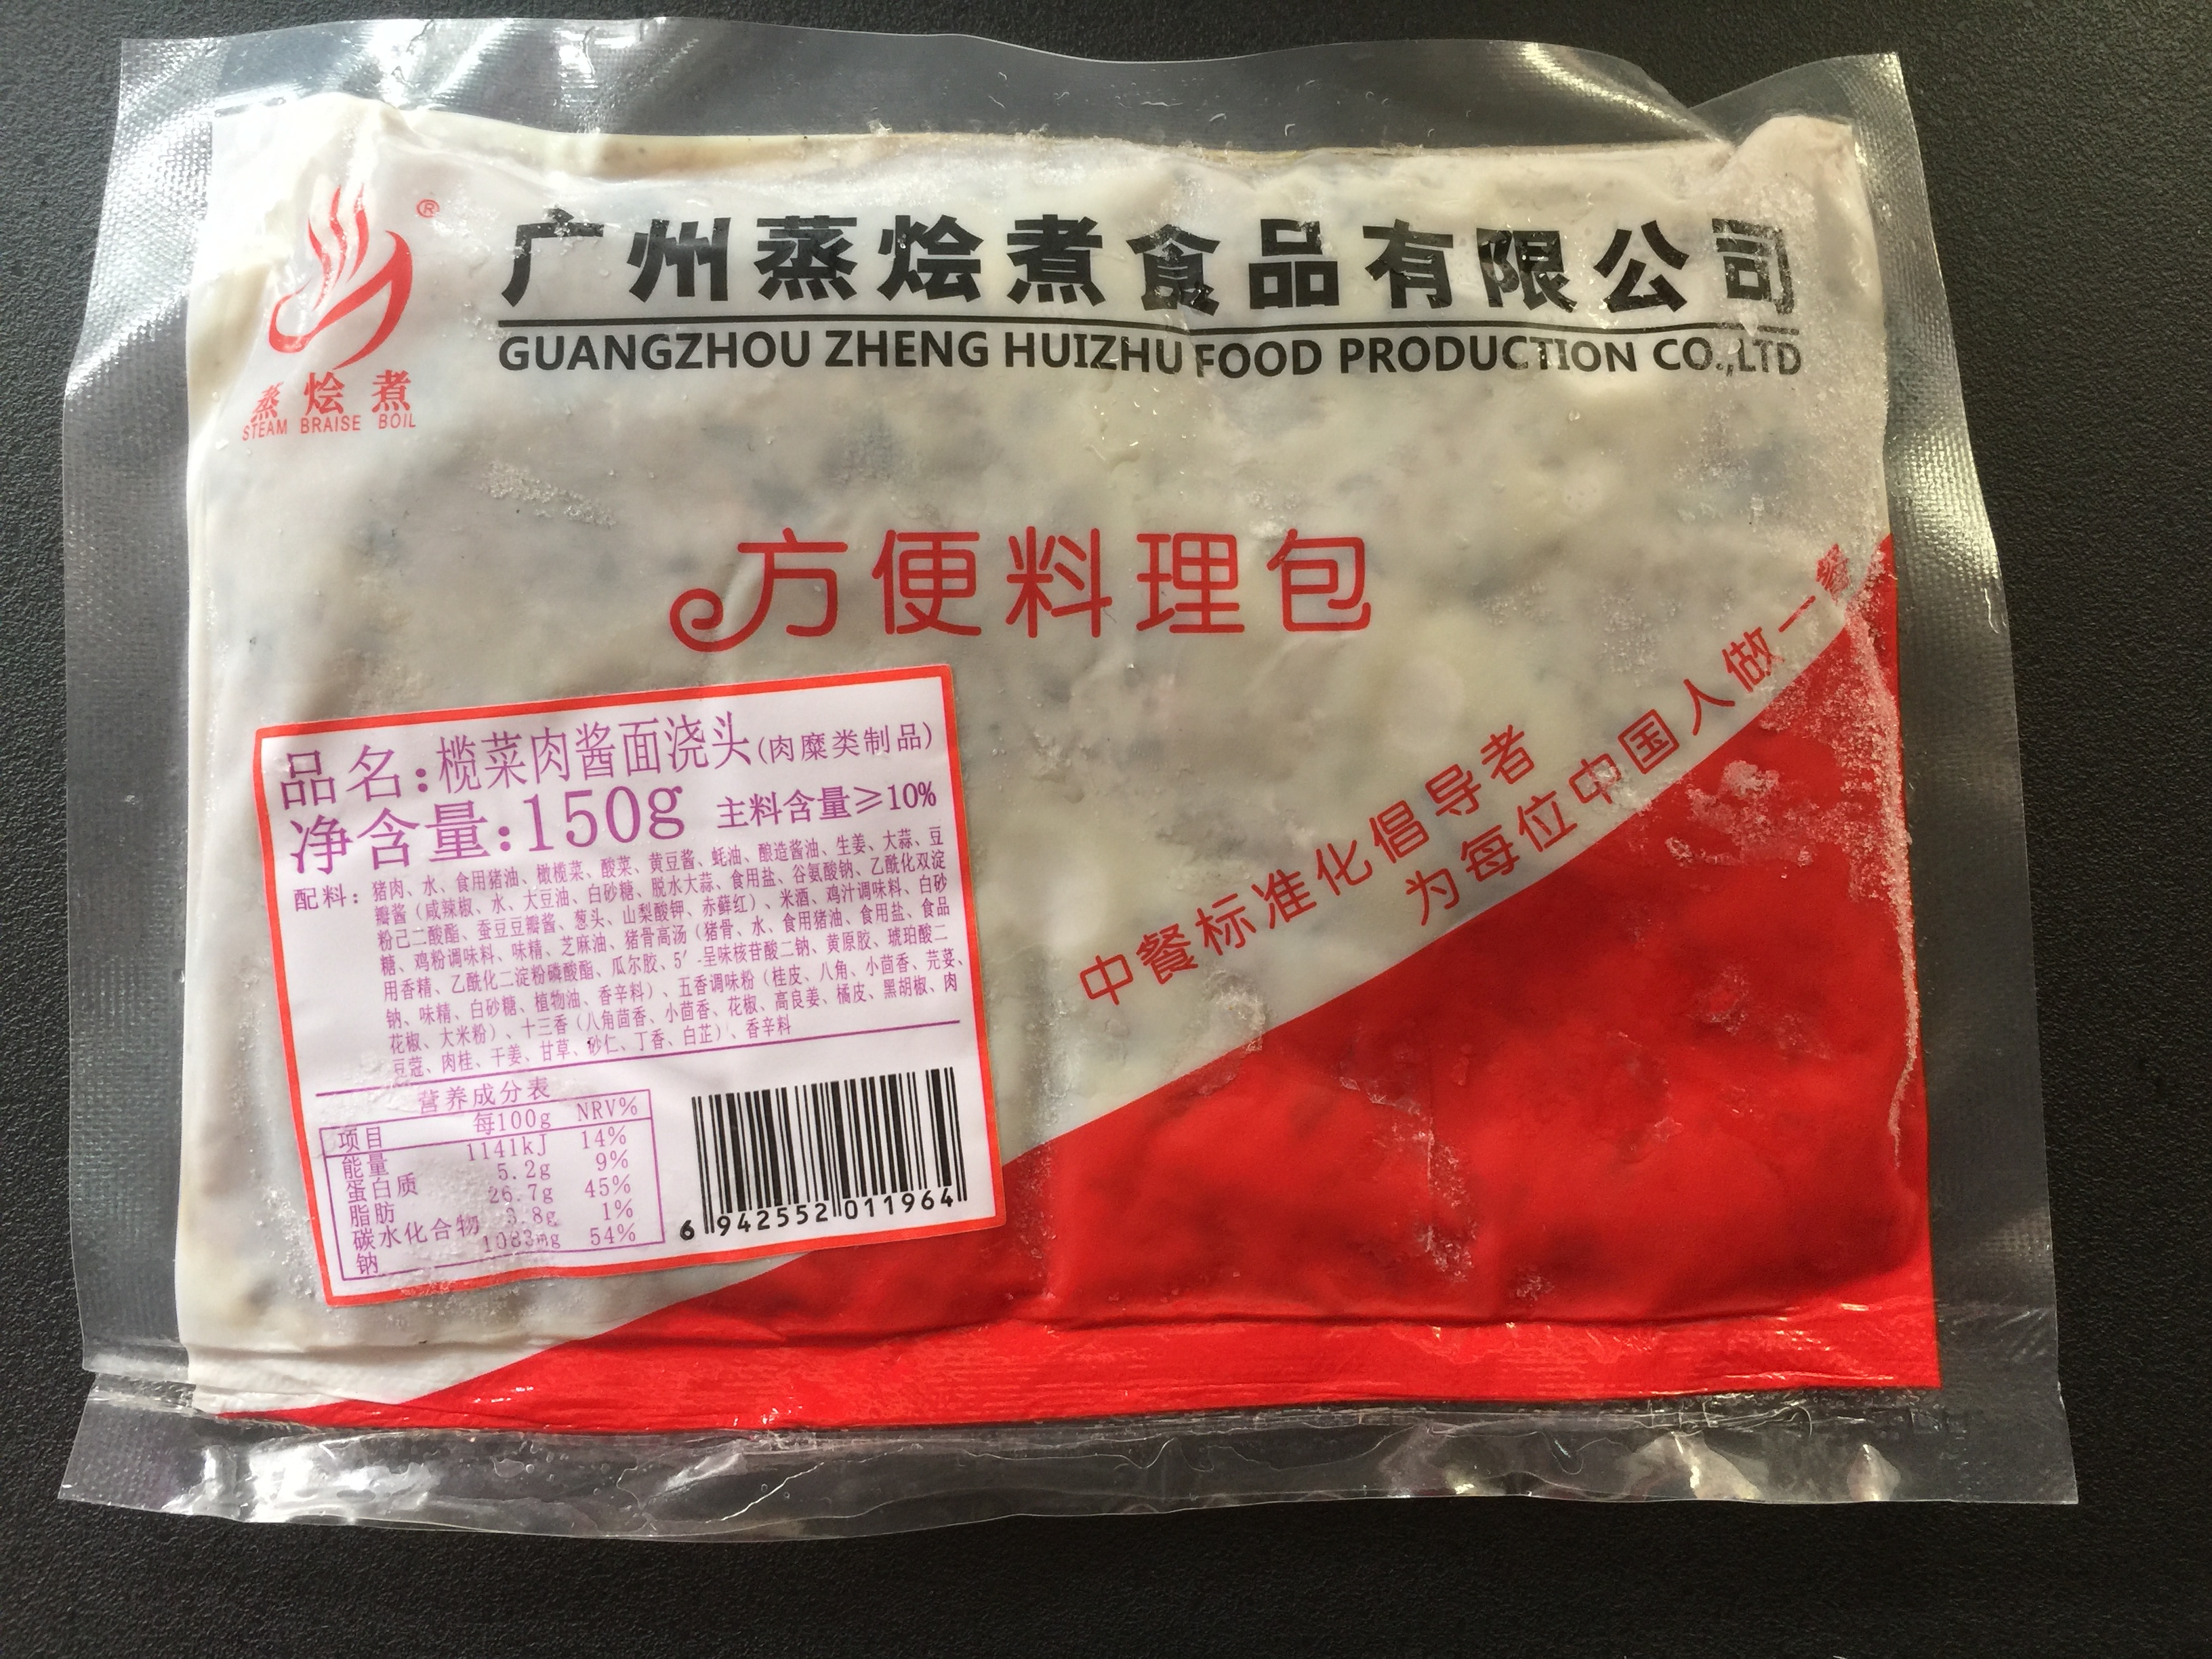 ®
蒸烩煮
STEAM BRAISE BOIL
广州蒸烩煮食品有限公司
GUANGZHOU ZHENG HUIZHU FOOD PRODUCTION CO.,LTD
方便料理包
中餐标准化倡导者
为每位中国人做一餐
品名:榄菜肉酱面浇头(肉糜类制品)
净含量:150g 主料含量≥10%
配料:猪肉、水、食用猪油、橄榄菜、酸菜、黄豆酱、蚝油、酿造酱油、生姜、大蒜、豆
瓣酱(咸辣椒、水、大豆油、白砂糖、脱水大蒜、食用盐、谷氨酸钠、乙酰化双淀
粉己二酸酯、蚕豆豆瓣酱、葱头、山梨酸钾、赤藓红)、米酒、鸡汁调味料、白砂
糖、鸡粉调味料、味精、芝麻油、猪骨高汤(猪骨、水、食用猪油、食用盐、食品
用香精、乙酰化二淀粉磷酸酯、瓜尔胶、5′-呈味核苷酸二钠、黄原胶、琥珀酸二
钠、味精、白砂糖、植物油、香辛料)、五香调味粉(桂皮、八角、小茴香、芫荽、
花椒、大米粉)、十三香(八角茴香、小茴香、花椒、高良姜、橘皮、黑胡椒、肉
豆蔻、肉桂、干姜、甘草、砂仁、丁香、白芷)、香辛料
营养成分表
项目 每100g NRV%
能量 1141kJ 14%
蛋白质 5.2g 9%
脂肪 26.7g 45%
碳水化合物 3.8g 1%
钠 1083mg 54%
6 942552 011964